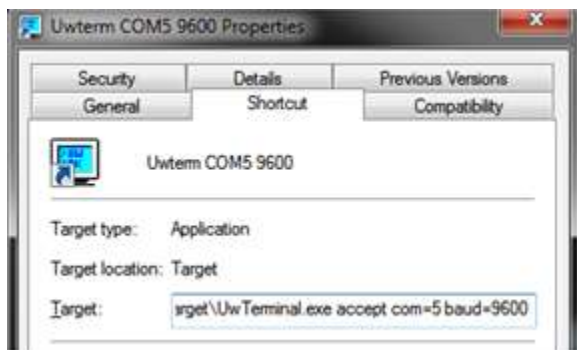 Uwterm COM5 9600 Properties
Security Details Previous Versions
General Shortcut Compatibility
Uwterm COM5 9600
Target type: Application
Target location: Target
Target: arget\UwTerminal.exe accept com=5 baud=9600